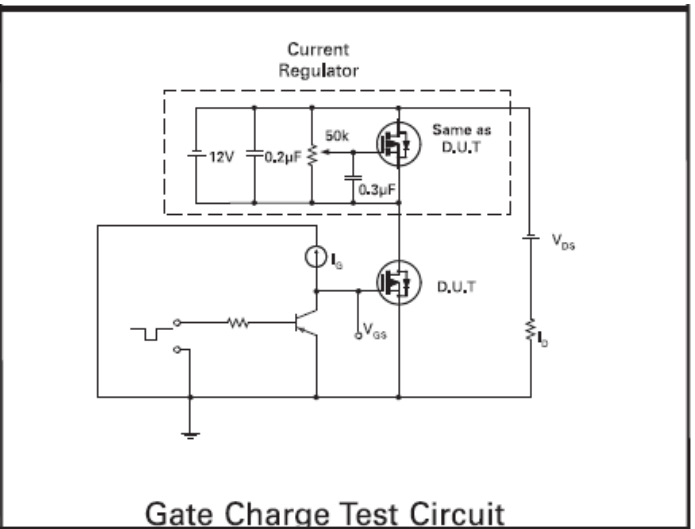 Current
Regulator
12V
0.2µF
50k
0.3µF
Same as
D.U.T
I_G
V_GS
D.U.T
V_DS
I_D
Gate Charge Test Circuit